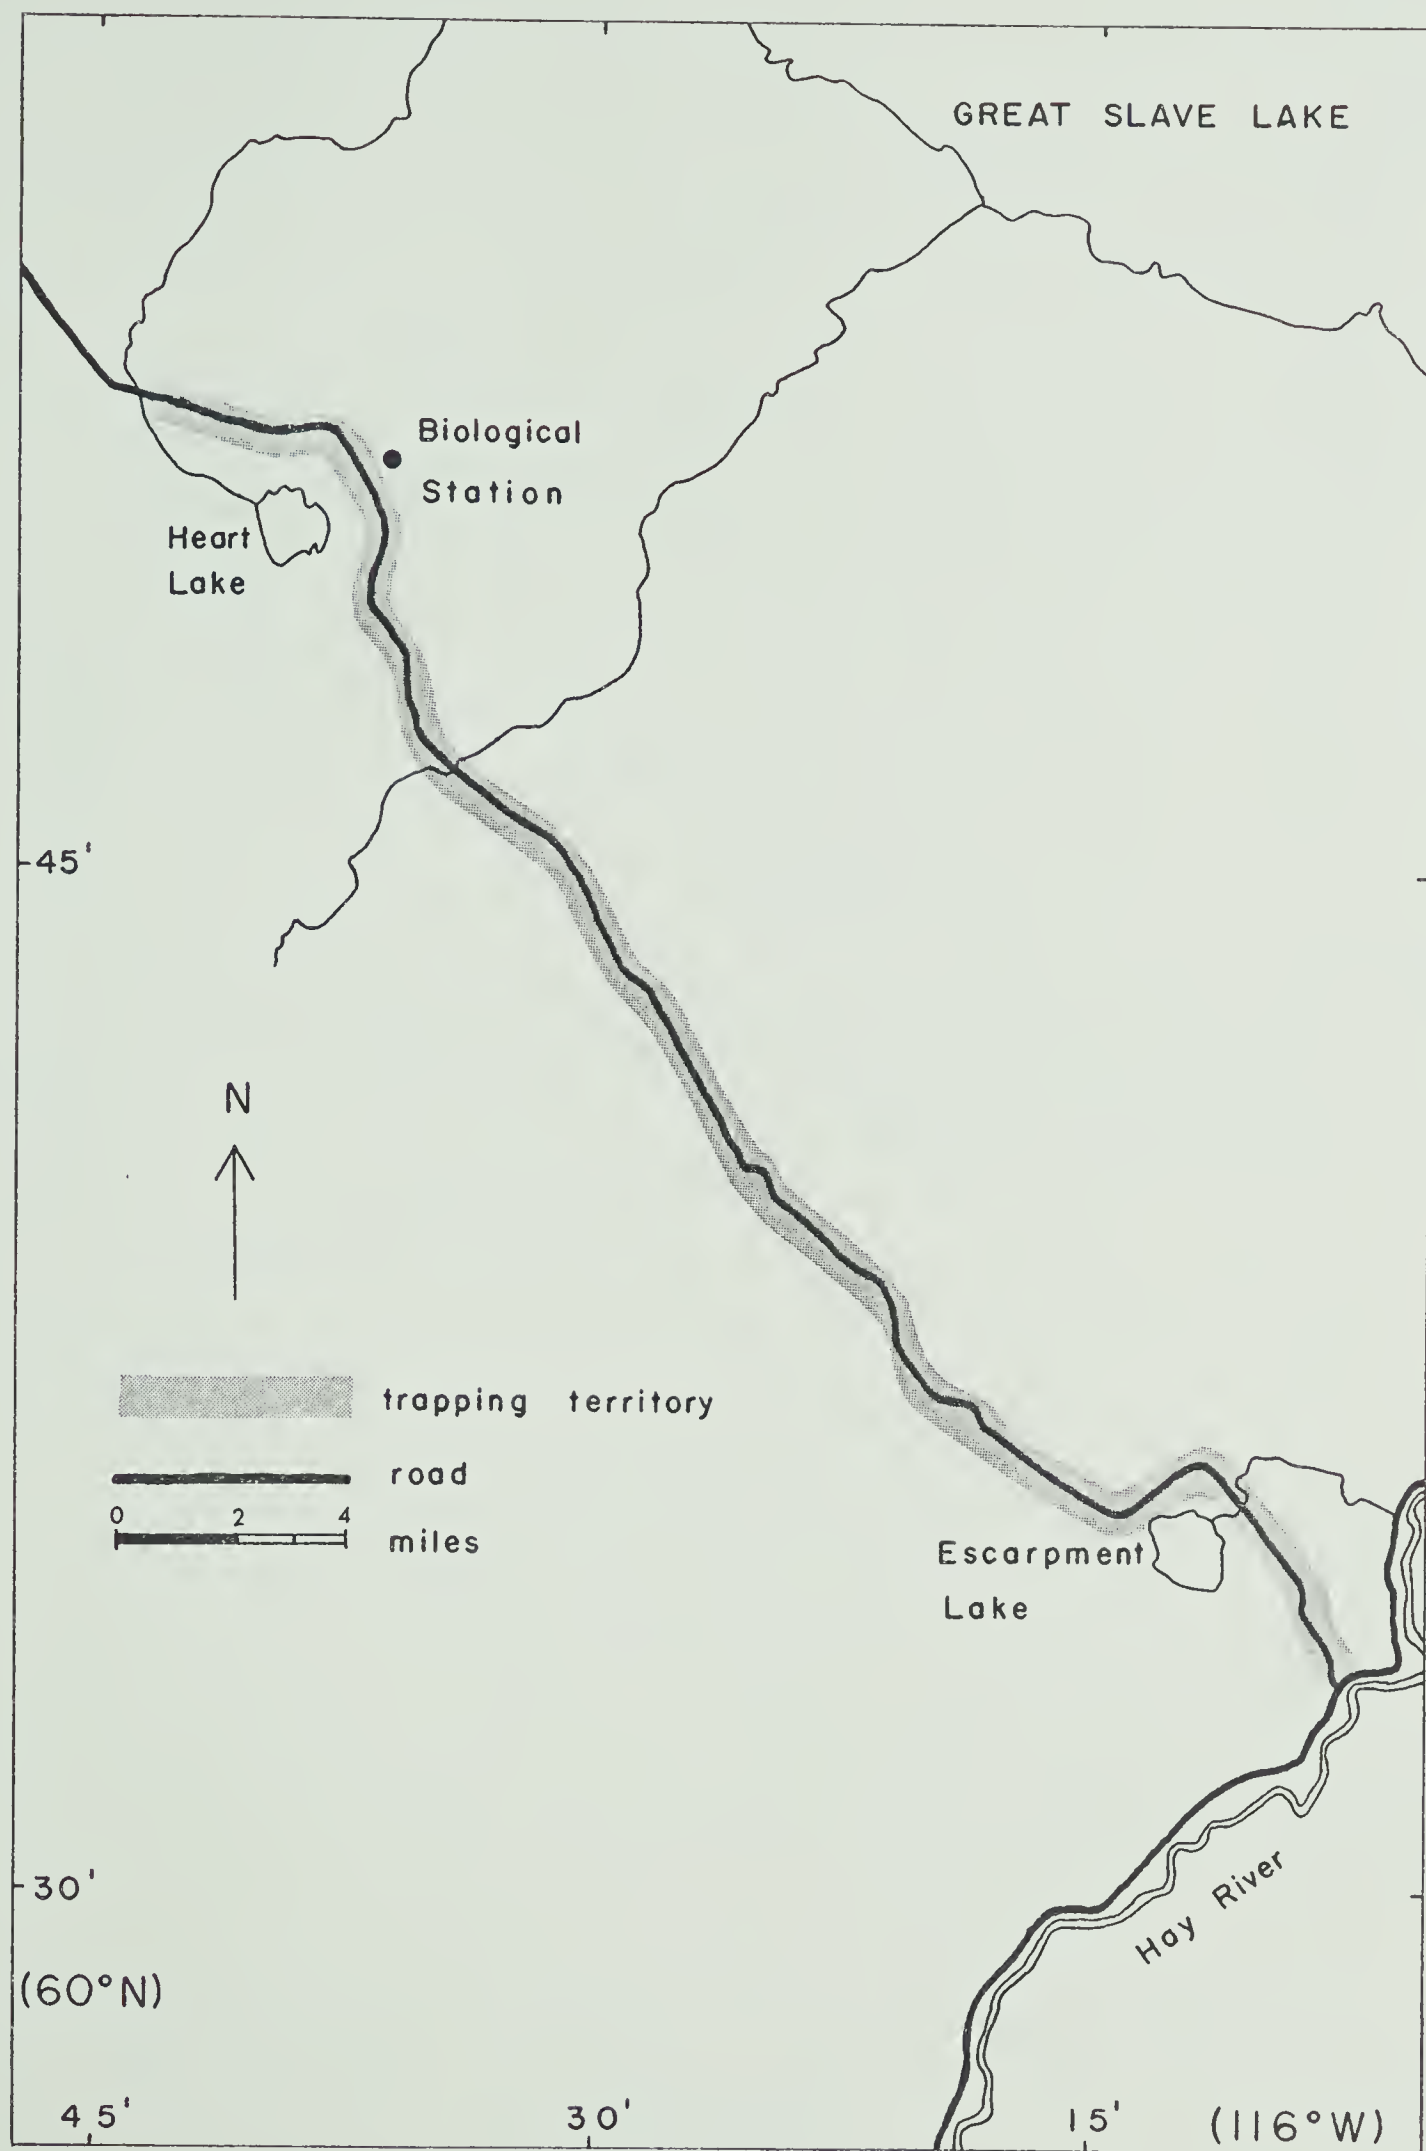 GREAT SLAVE LAKE
Biological
Station
Heart
Lake
45'
N
trapping territory
road
0 2 4
miles
Escarpment
Lake
30'
Hay River
(60°N)
45' 30' 15' (116°W)